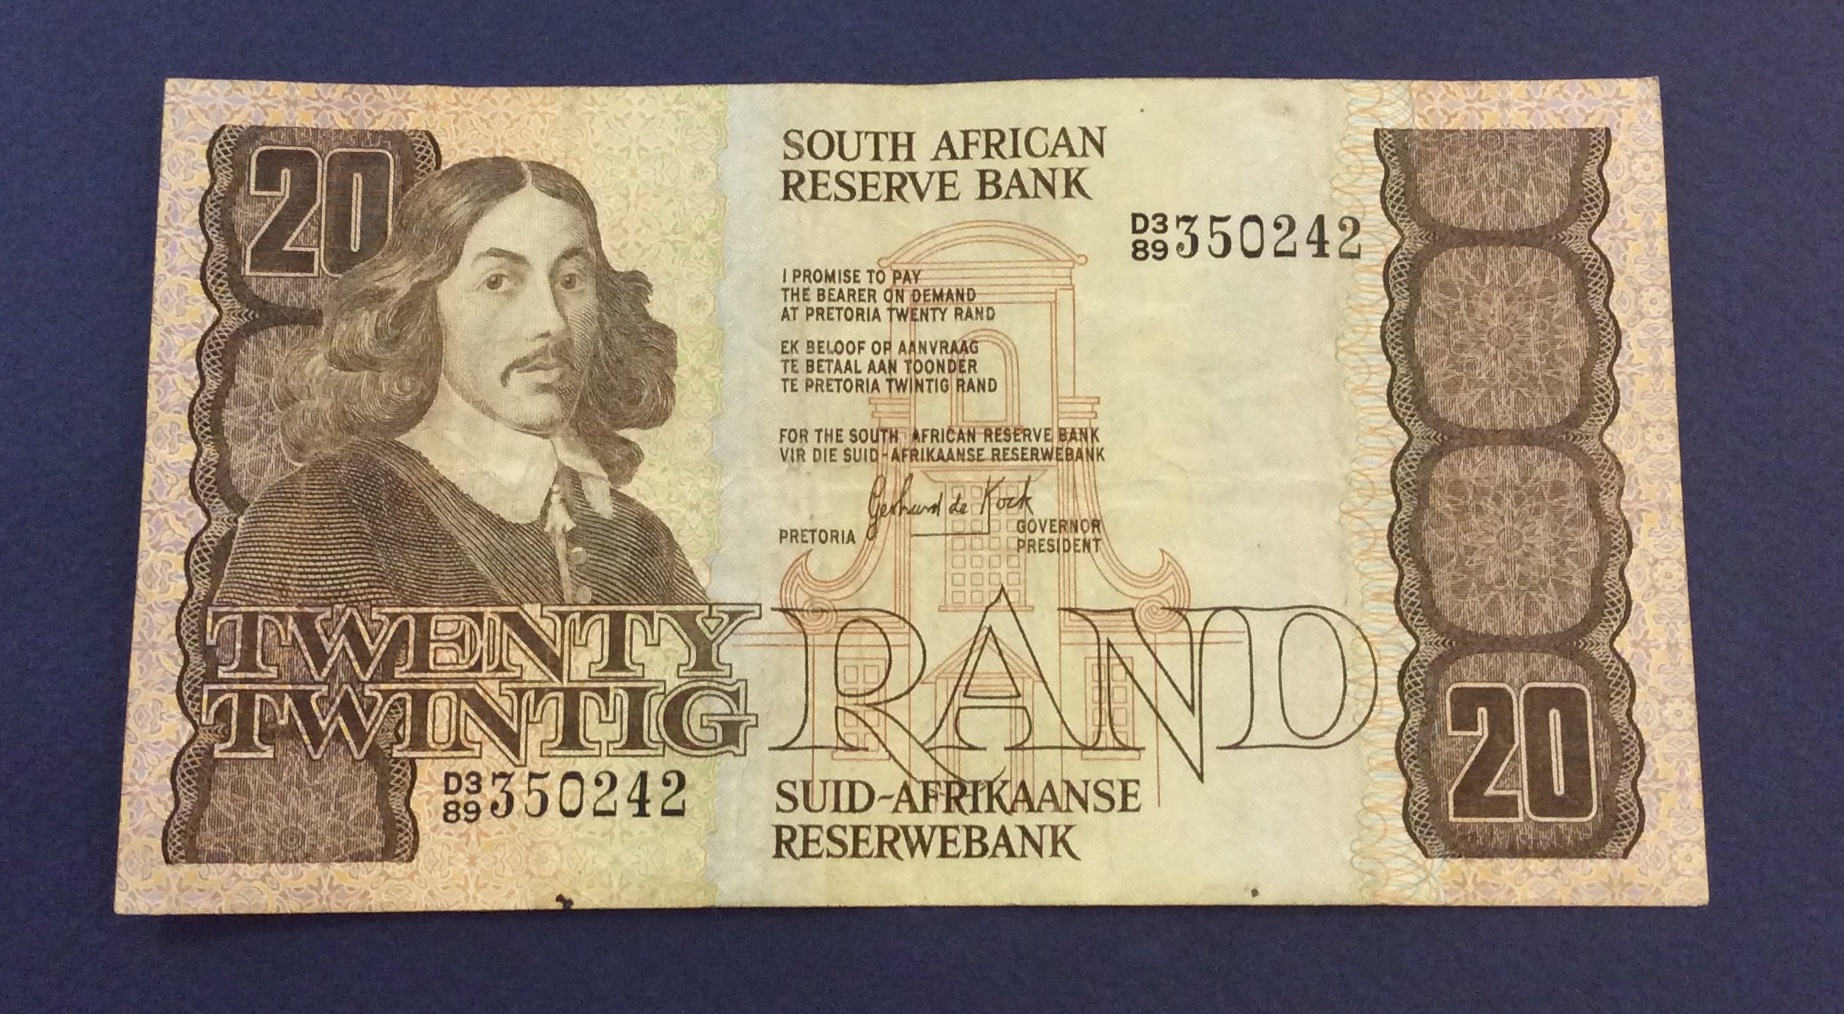 20
SOUTH AFRICAN
RESERVE BANK
D3
89 350242
I PROMISE TO PAY
THE BEARER ON DEMAND
AT PRETORIA TWENTY RAND
EK BELOOF OP AANVRAAG
TE BETAAL AAN TOONDER
TE PRETORIA TWINTIG RAND
FOR THE SOUTH AFRICAN RESERVE BANK
VIR DIE SUID-AFRIKAANSE RESERWEBANK
Gerhard de Kock
PRETORIA
GOVERNOR
PRESIDENT
TWENTY
TWINTIG
RAND
D3
89 350242
SUID-AFRIKAANSE
RESERWEBANK
20